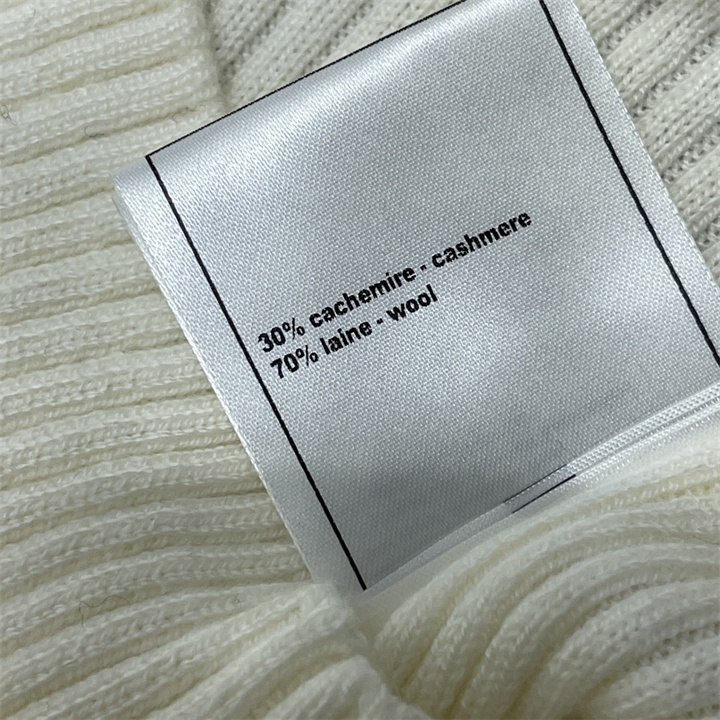 30% cachemire - cashmere
70% laine - wool